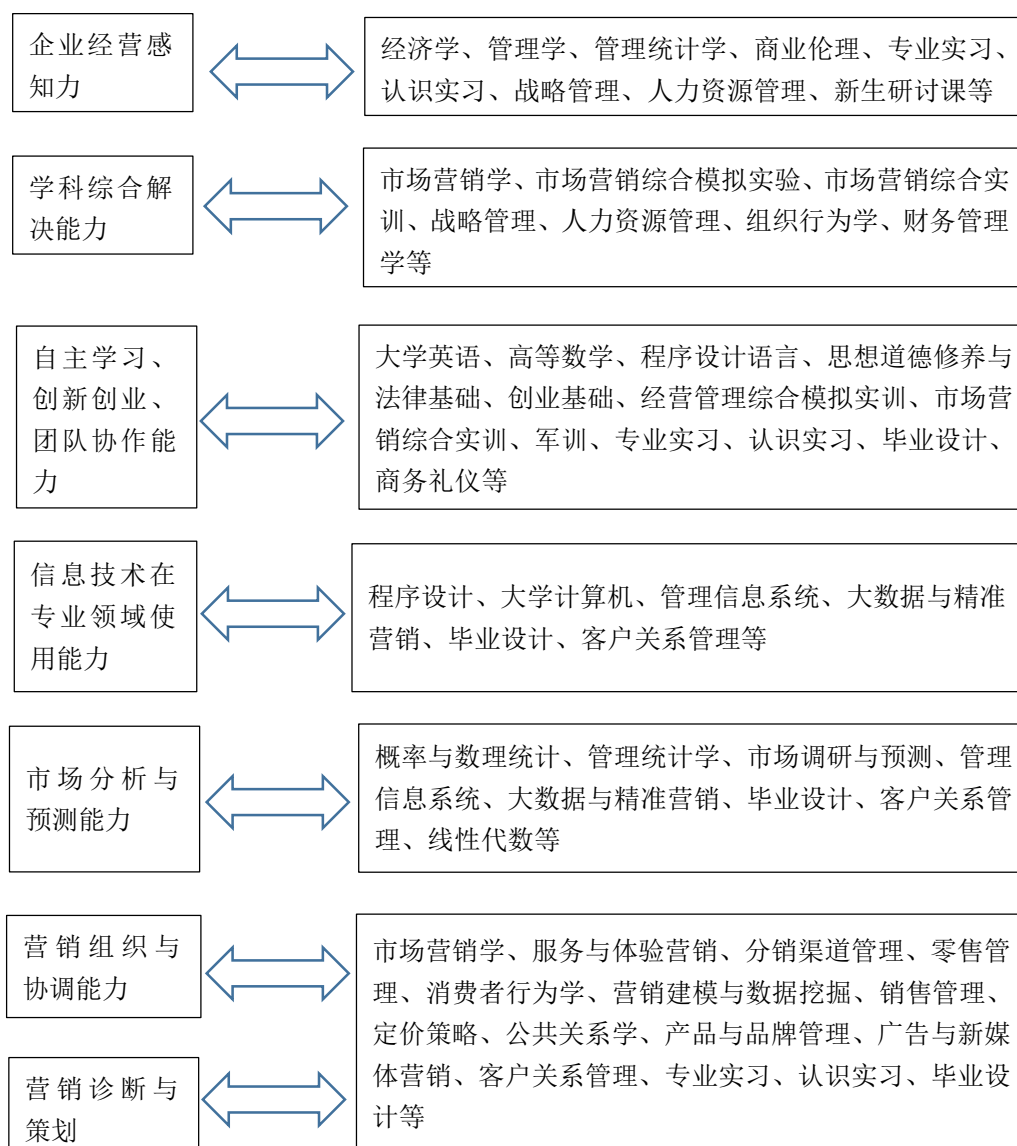 企业经营感
知力
经济学、管理学、管理统计学、商业伦理、专业实习、
认识实习、战略管理、人力资源管理、新生研讨课等
学科综合解
决能力
市场营销学、市场营销综合模拟实验、市场营销综合实
训、战略管理、人力资源管理、组织行为学、财务管理
学等
自主学习、
创新创业、
团队协作能
力
大学英语、高等数学、程序设计语言、思想道德修养与
法律基础、创业基础、经营管理综合模拟实训、市场营
销综合实训、军训、专业实习、认识实习、毕业设计、
商务礼仪等
信息技术在
专业领域使
用能力
程序设计、大学计算机、管理信息系统、大数据与精准
营销、毕业设计、客户关系管理等
市场分析与
预测能力
概率与数理统计、管理统计学、市场调研与预测、管理
信息系统、大数据与精准营销、毕业设计、客户关系管
理、线性代数等
营销组织与
协调能力
营销诊断与
策划
市场营销学、服务与体验营销、分销渠道管理、零售管
理、消费者行为学、营销建模与数据挖掘、销售管理、
定价策略、公共关系学、产品与品牌管理、广告与新媒
体营销、客户关系管理、专业实习、认识实习、毕业设
计等